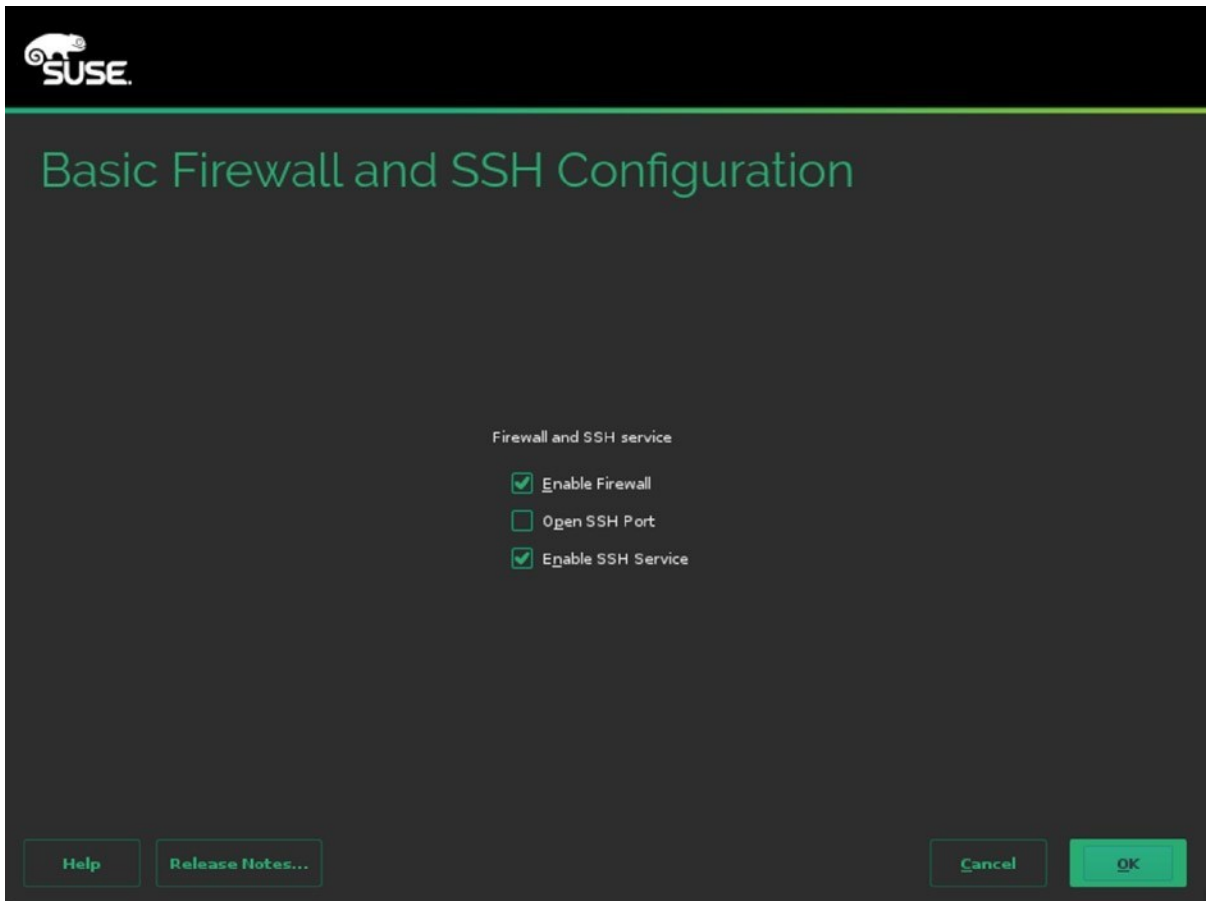 SUSE.
Basic Firewall and SSH Configuration
Firewall and SSH service
Enable Firewall
Open SSH Port
Enable SSH Service
Help Release Notes... Cancel OK